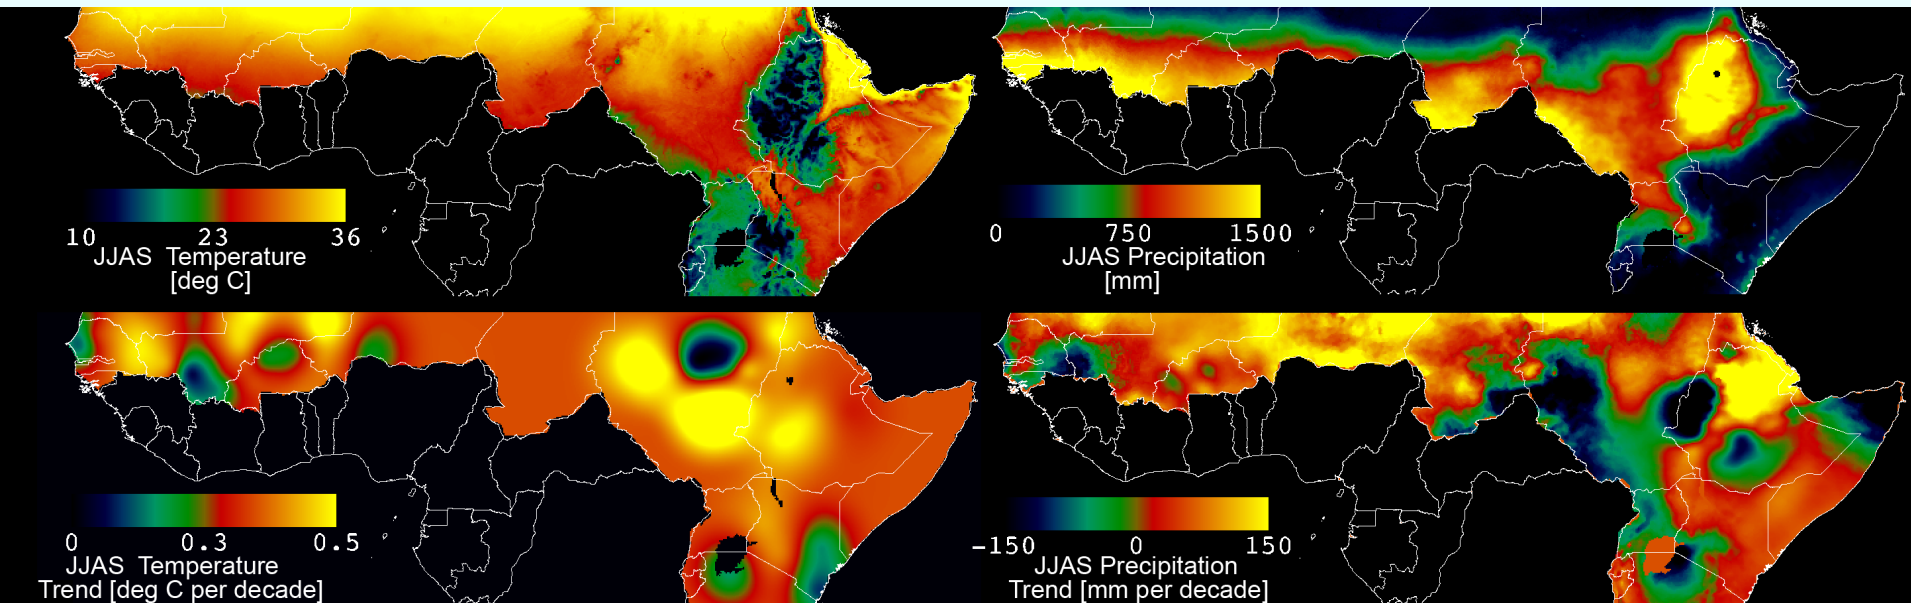 10 23 36
JJAS Temperature
[deg C]
0 750 1500
JJAS Precipitation
[mm]
0 0.3 0.5
JJAS Temperature
Trend [deg C per decade]
-150 0 150
JJAS Precipitation
Trend [mm per decade]